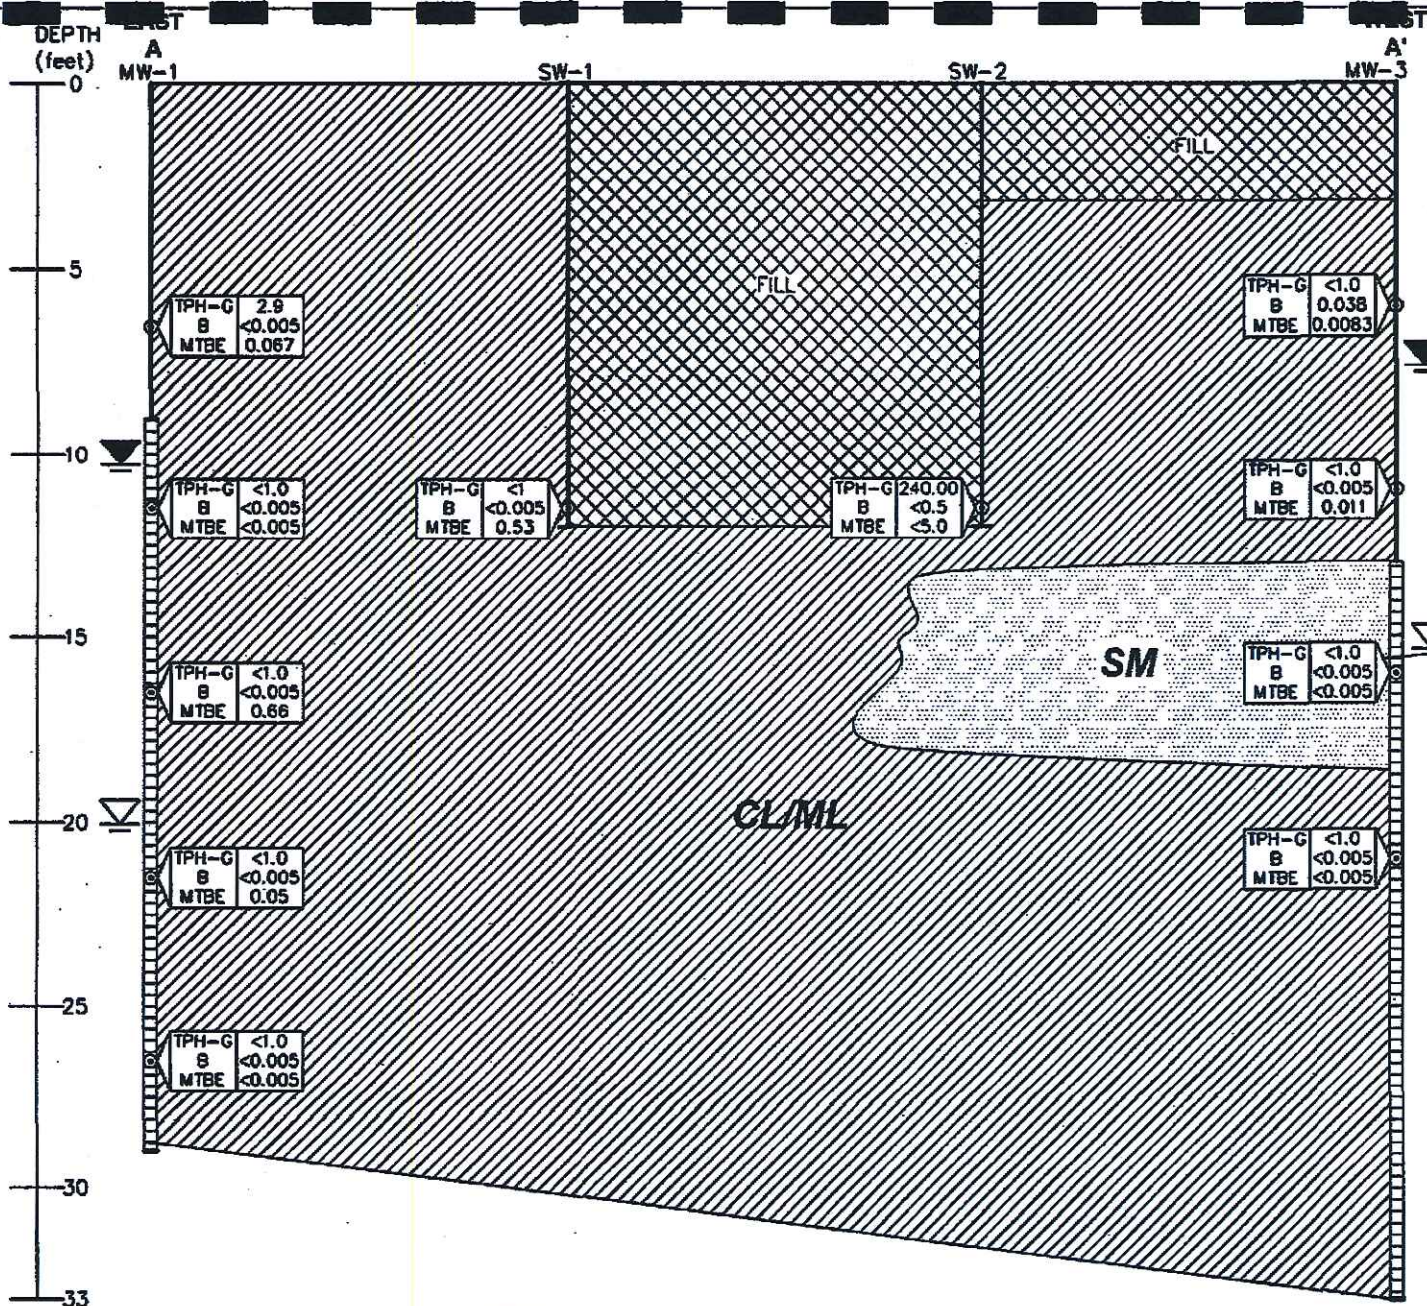 DEPTH
(feet)
EAST
A
MW-1
SW-1
SW-2
WEST
A'
MW-3
0
FILL
5
FILL
TPH-G <1.0
B 0.038
MTBE 0.0083
TPH-G 2.9
B <0.005
MTBE 0.067
10
TPH-G <1.0
B <0.005
MTBE <0.005
TPH-G <1
B <0.005
MTBE 0.53
TPH-G 240.00
B <0.5
MTBE <5.0
TPH-G <1.0
B <0.005
MTBE 0.011
15
SM
TPH-G <1.0
B <0.005
MTBE 0.66
TPH-G <1.0
B <0.005
MTBE <0.005
20
CL/ML
TPH-G <1.0
B <0.005
MTBE 0.05
TPH-G <1.0
B <0.005
MTBE <0.005
25
TPH-G <1.0
B <0.005
MTBE <0.005
30
33